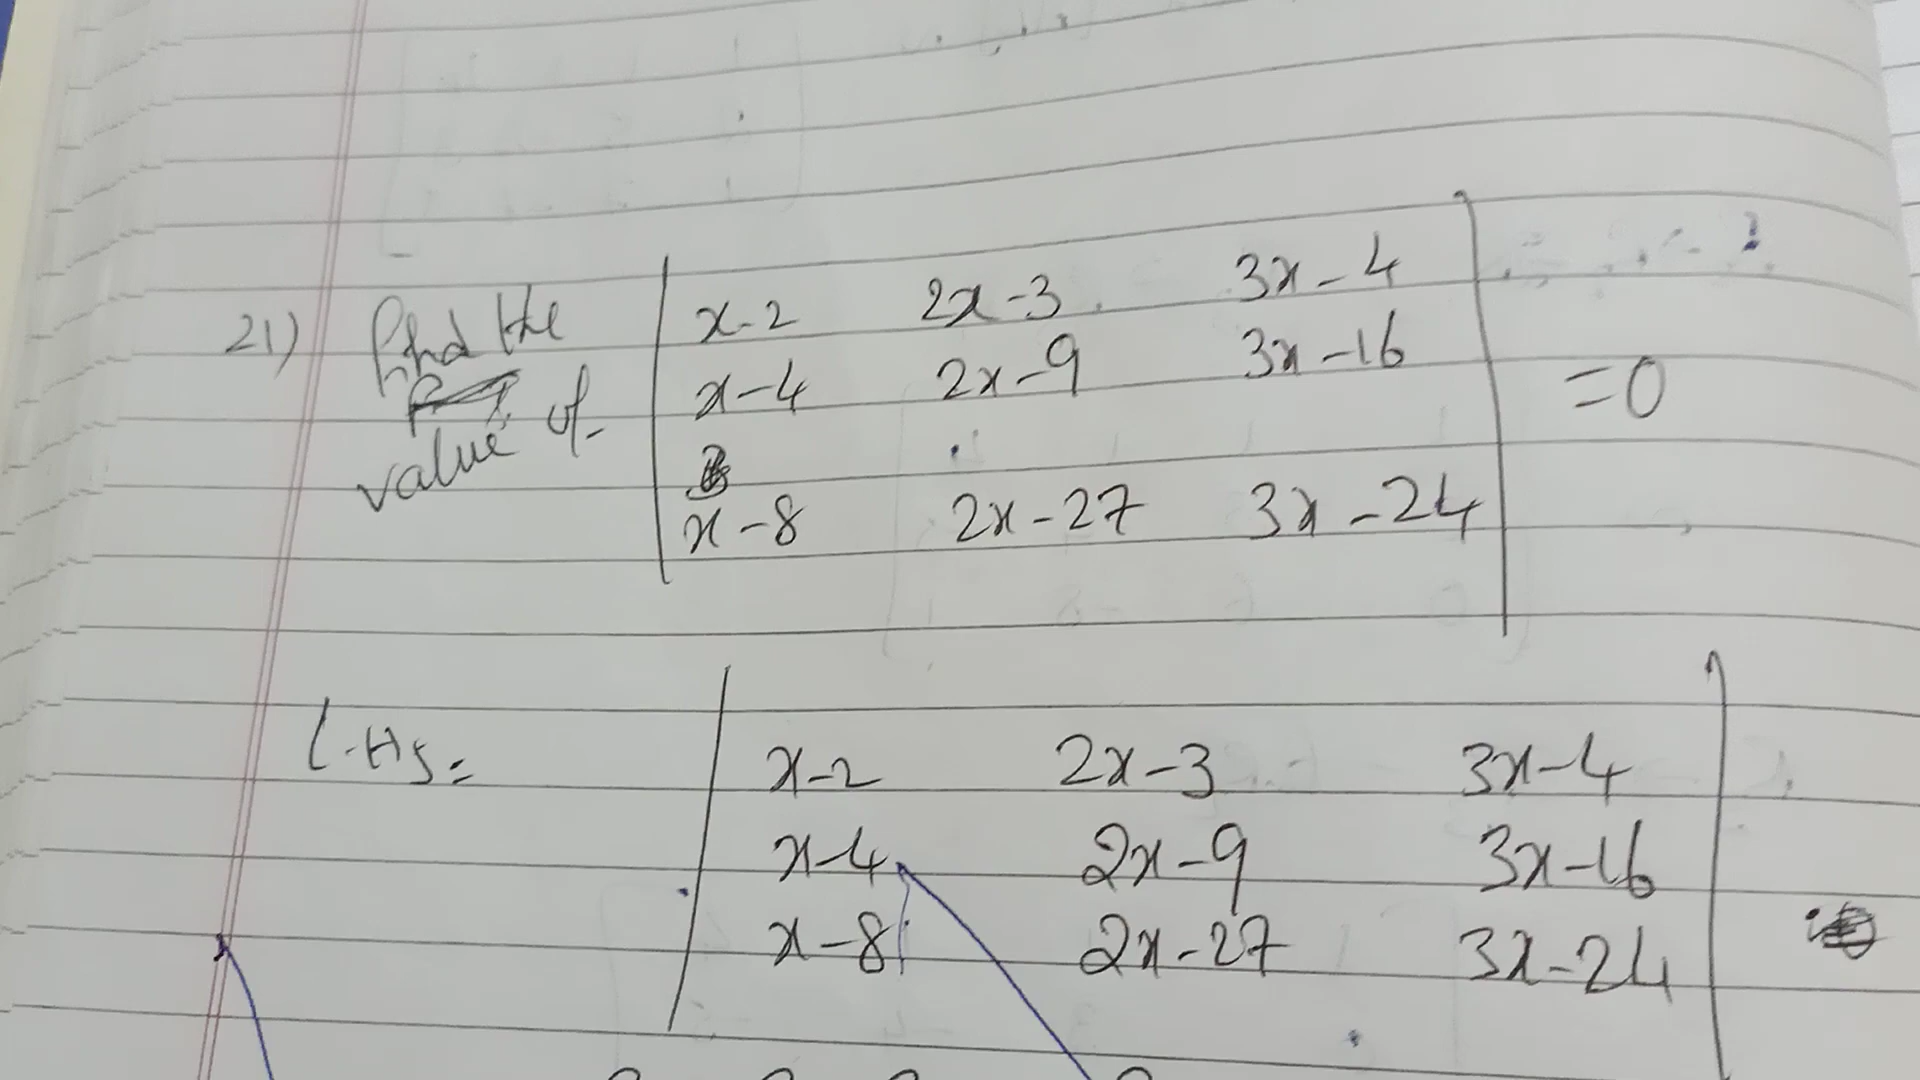 21) Find the value of | x-2 2x-3 3x-4 |
| x-4 2x-9 3x-16 | =0
| x-8 2x-27 3x-24 |
L.HS=
| x-2 2x-3 3x-4 |
| x-4 2x-9 3x-16 |
| x-8 2x-27 3x-24 |